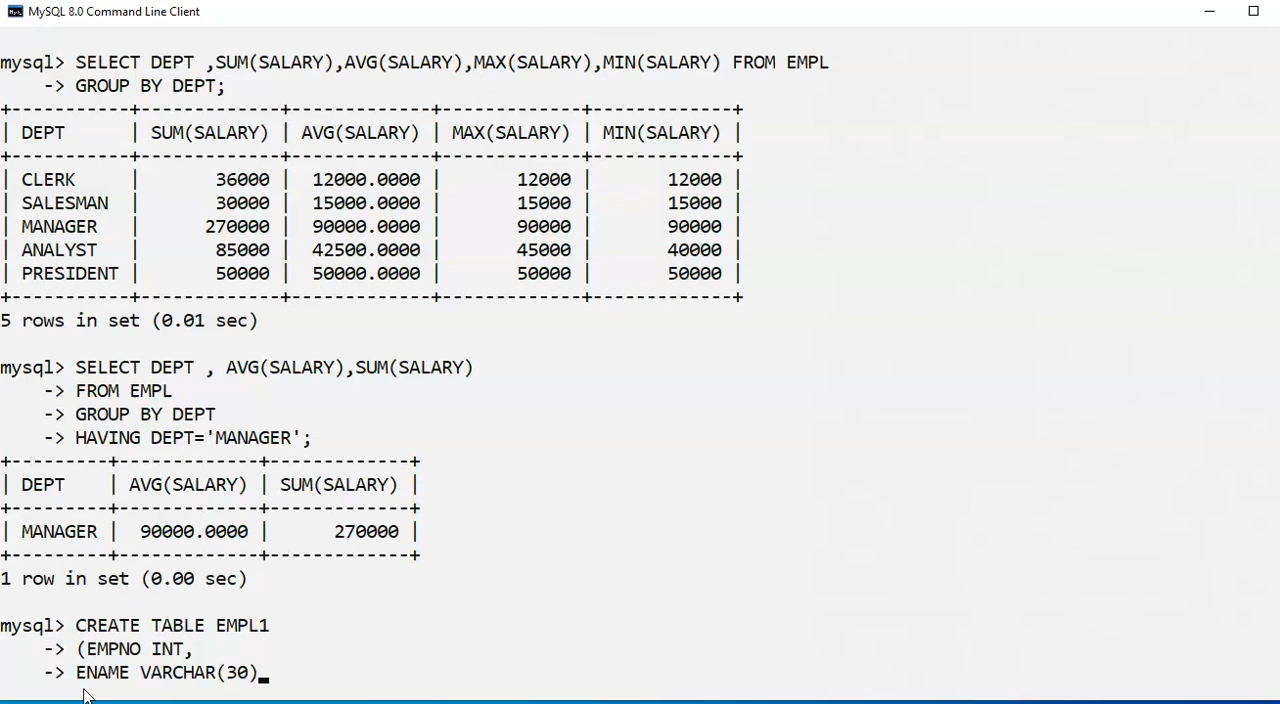 MySQL 8.0 Command Line Client
mysql> SELECT DEPT ,SUM(SALARY),AVG(SALARY),MAX(SALARY),MIN(SALARY) FROM EMPL
    -> GROUP BY DEPT;
+-----------+-------------+-------------+-------------+-------------+
| DEPT      | SUM(SALARY) | AVG(SALARY) | MAX(SALARY) | MIN(SALARY) |
+-----------+-------------+-------------+-------------+-------------+
| CLERK     |       36000 |  12000.0000 |       12000 |       12000 |
| SALESMAN  |       30000 |  15000.0000 |       15000 |       15000 |
| MANAGER   |      270000 |  90000.0000 |       90000 |       90000 |
| ANALYST   |       85000 |  42500.0000 |       45000 |       40000 |
| PRESIDENT |       50000 |  50000.0000 |       50000 |       50000 |
+-----------+-------------+-------------+-------------+-------------+
5 rows in set (0.01 sec)
mysql> SELECT DEPT , AVG(SALARY),SUM(SALARY)
    -> FROM EMPL
    -> GROUP BY DEPT
    -> HAVING DEPT='MANAGER';
+---------+-------------+-------------+
| DEPT    | AVG(SALARY) | SUM(SALARY) |
+---------+-------------+-------------+
| MANAGER |  90000.0000 |      270000 |
+---------+-------------+-------------+
1 row in set (0.00 sec)
mysql> CREATE TABLE EMPL1
    -> (EMPNO INT,
    -> ENAME VARCHAR(30)